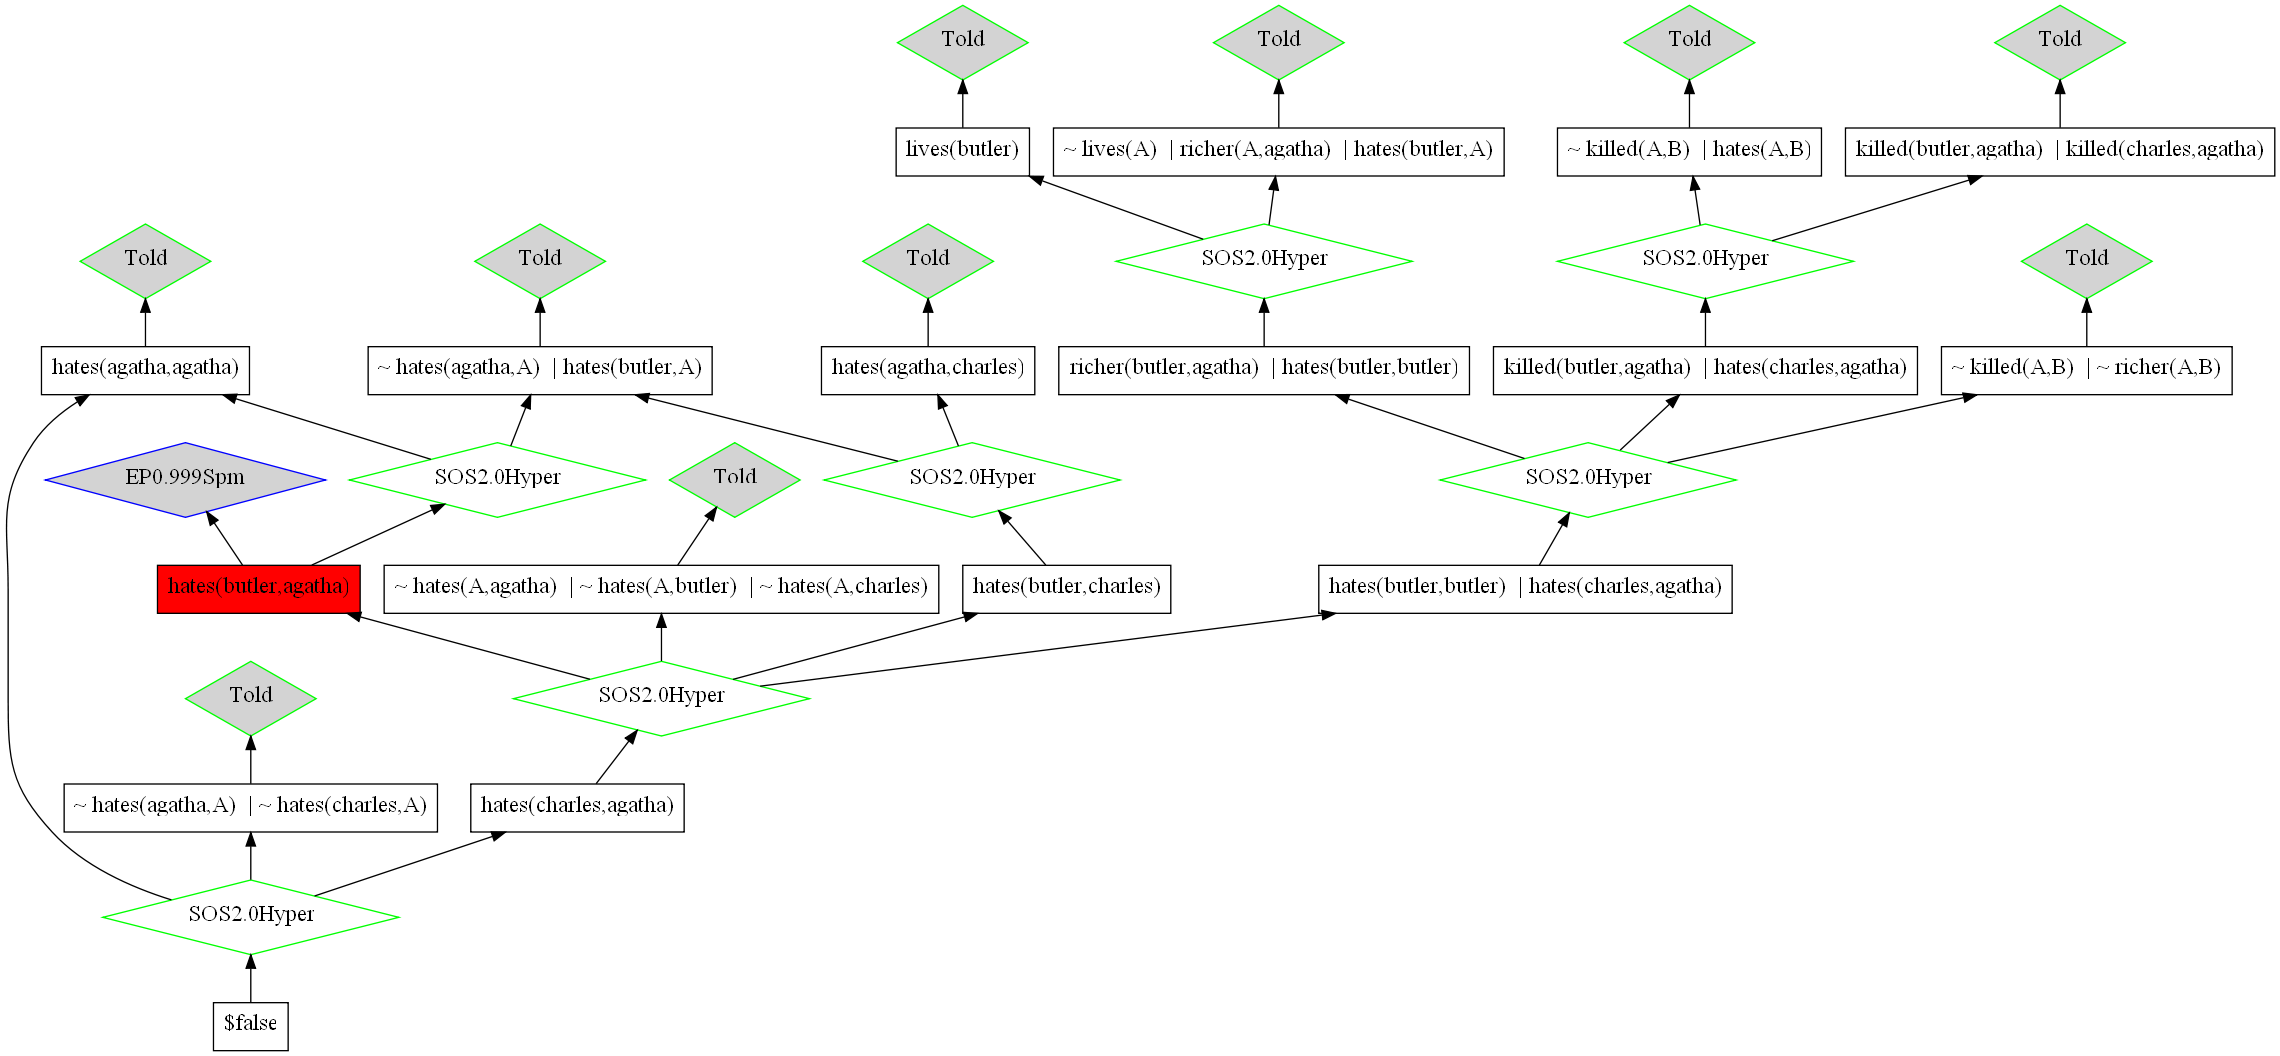 Told
Told
Told
Told
lives(butler)
~ lives(A) | richer(A,agatha) | hates(butler,A)
~ killed(A,B) | hates(A,B)
killed(butler,agatha) | killed(charles,agatha)
Told
Told
Told
SOS2.0Hyper
SOS2.0Hyper
Told
hates(agatha,agatha)
~ hates(agatha,A) | hates(butler,A)
hates(agatha,charles)
richer(butler,agatha) | hates(butler,butler)
killed(butler,agatha) | hates(charles,agatha)
~ killed(A,B) | ~ richer(A,B)
EP0.999Spm
SOS2.0Hyper
Told
SOS2.0Hyper
SOS2.0Hyper
hates(butler,agatha)
~ hates(A,agatha) | ~ hates(A,butler) | ~ hates(A,charles)
hates(butler,charles)
hates(butler,butler) | hates(charles,agatha)
Told
SOS2.0Hyper
~ hates(agatha,A) | ~ hates(charles,A)
hates(charles,agatha)
SOS2.0Hyper
$false